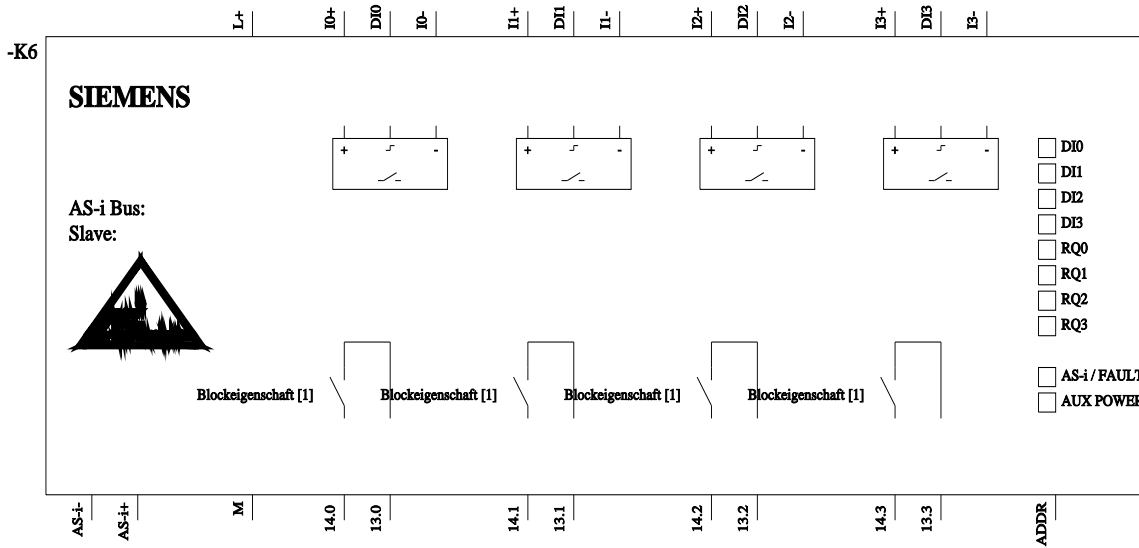 L+ I0+ DI0 I0- I1+ DI1 I1- I2+ DI2 I2- I3+ DI3 I3-
-K6
SIEMENS
+ - + - + - + -
DI0
DI1
DI2
DI3
RQ0
RQ1
RQ2
RQ3
AS-i Bus:
Slave:
Blockeigenschaft [1] Blockeigenschaft [1] Blockeigenschaft [1] Blockeigenschaft [1]
AS-i / FAULT
AUX POWER
AS-i- AS-i+ M 14.0 13.0 14.1 13.1 14.2 13.2 14.3 13.3 ADDR